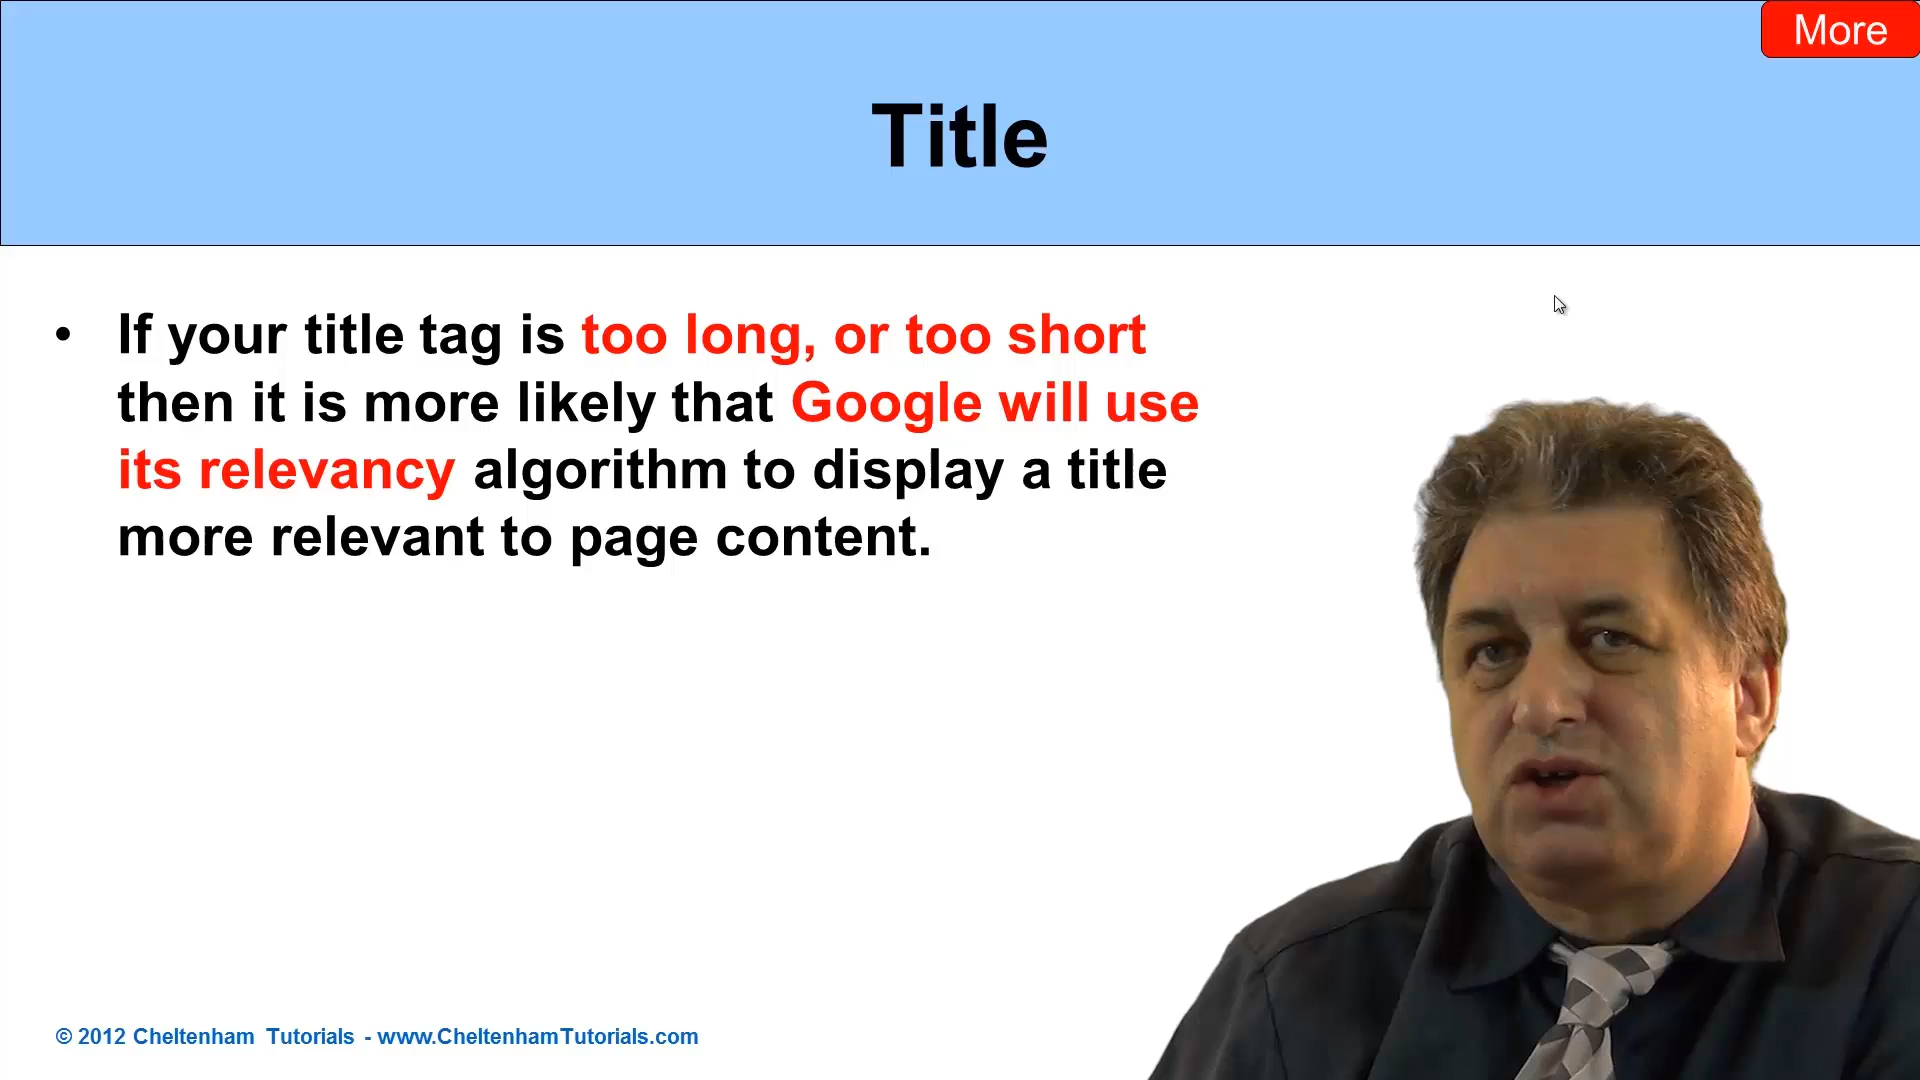 More
Title
• If your title tag is too long, or too short
then it is more likely that Google will use
its relevancy algorithm to display a title
more relevant to page content.
© 2012 Cheltenham Tutorials - www.CheltenhamTutorials.com